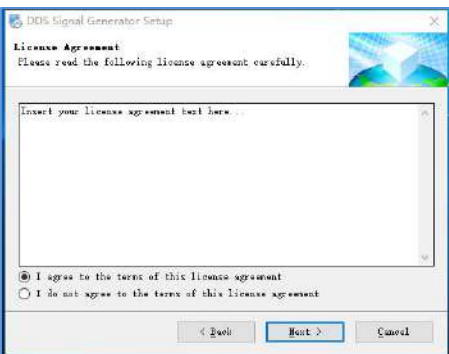 DDS Signal Generator Setup
License Agreement
Please read the following license agreement carefully.
Insert your license agreement text here...
I agree to the terms of this license agreement
I do not agree to the terms of this license agreement
< Back
Next >
Cancel